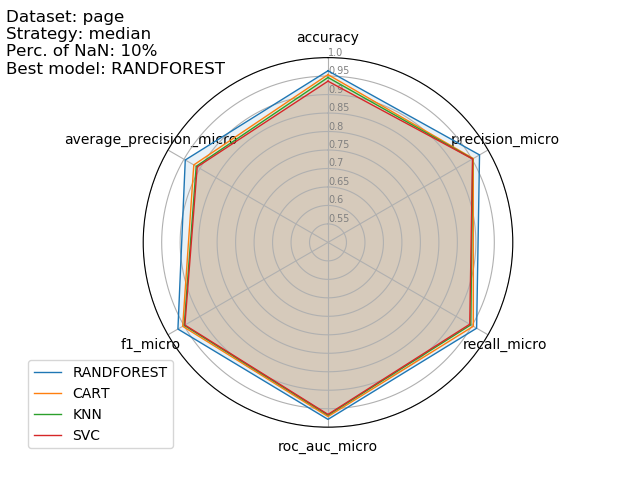 Dataset: page
Strategy: median
Perc. of NaN: 10%
Best model: RANDFOREST
accuracy
1.0
0.95
0.9
0.85
0.8
0.75
0.7
0.65
0.6
0.55
average_precision_micro
precision_micro
f1_micro
recall_micro
roc_auc_micro
RANDFOREST
CART
KNN
SVC